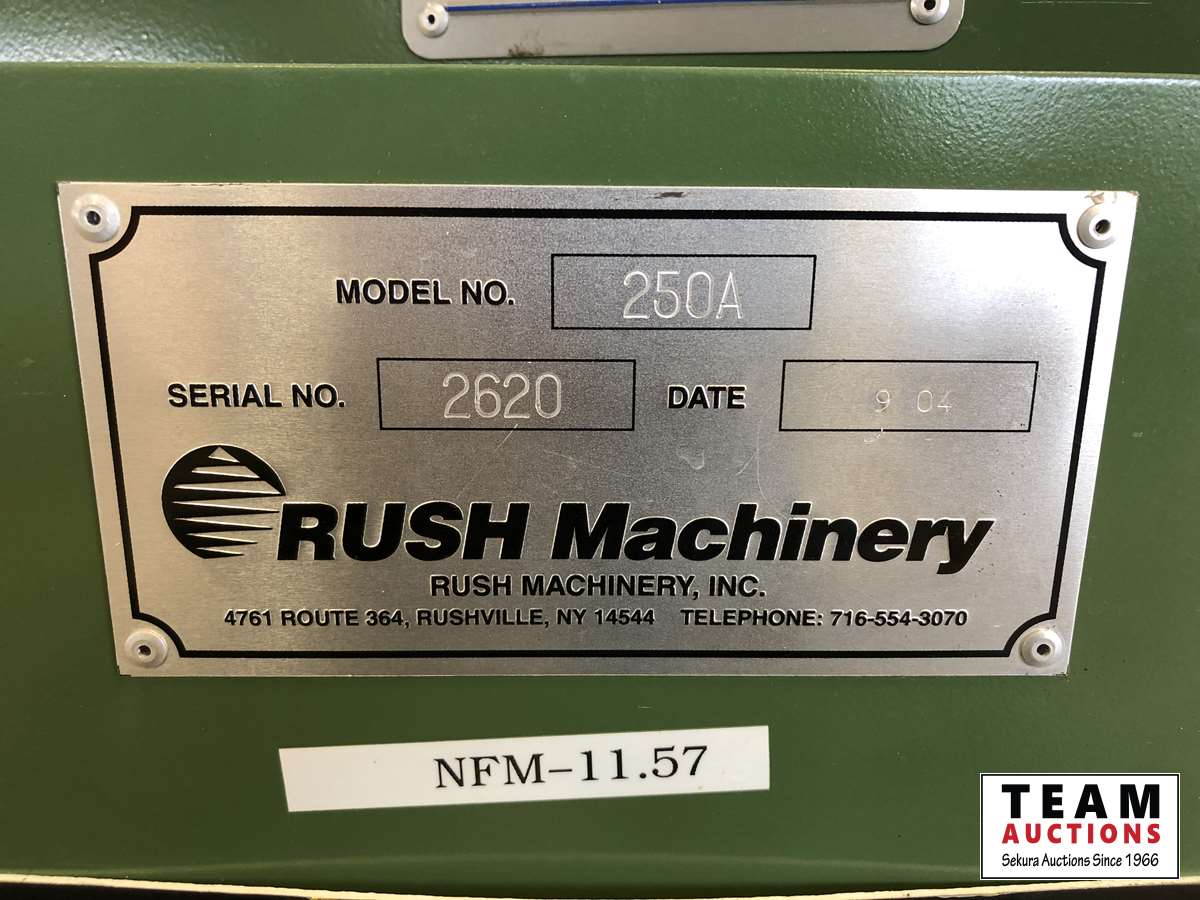 MODEL NO. 250A
SERIAL NO. 2620 DATE 9 04
RUSH Machinery
RUSH MACHINERY, INC.
4761 ROUTE 364, RUSHVILLE, NY 14544 TELEPHONE: 716-554-3070
NFM-11.57
TEAM
AUCTIONS
Sekura Auctions Since 1966